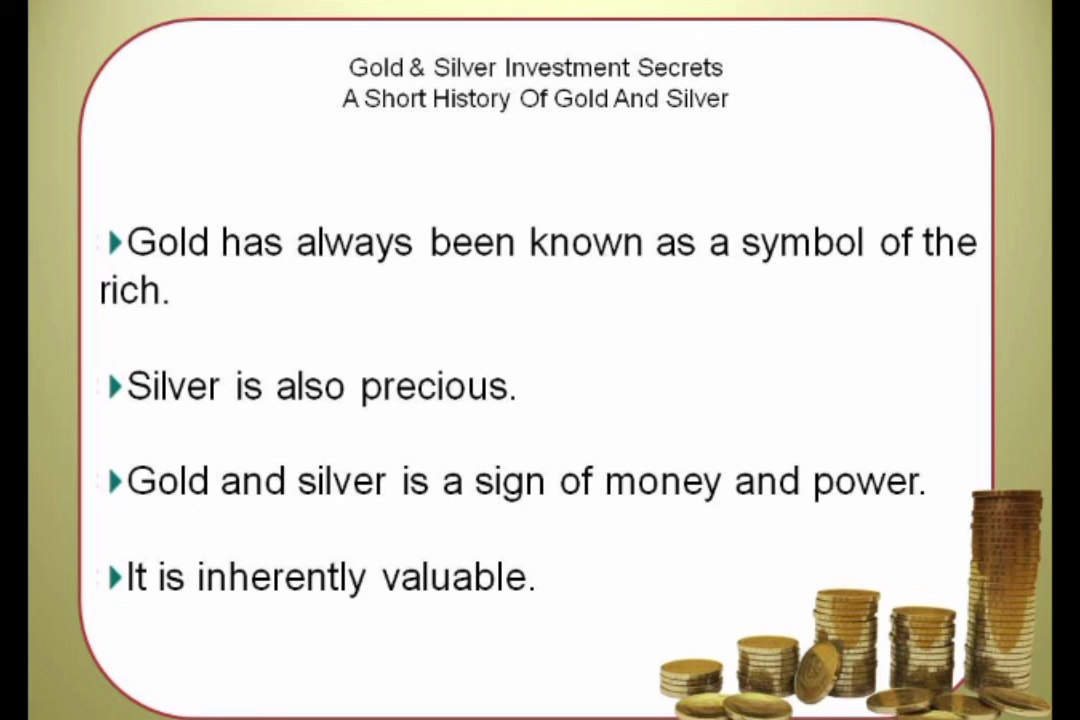 Gold & Silver Investment Secrets
A Short History Of Gold And Silver
Gold has always been known as a symbol of the
rich.
Silver is also precious.
Gold and silver is a sign of money and power.
It is inherently valuable.